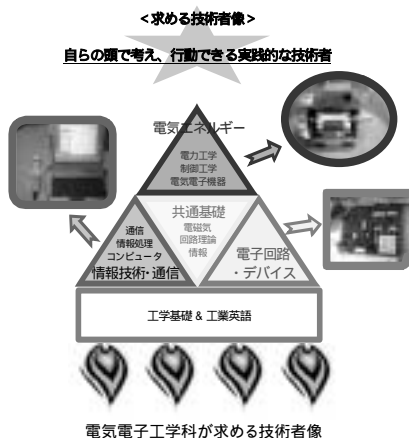 <求める技術者像>
自らの頭で考え、行動できる実践的な技術者
電気エネルギー
電力工学
制御工学
電気電子機器
共通基礎
電磁気
回路理論
情報
通信
情報処理
コンピュータ
情報技術・通信
電子回路
・デバイス
工学基礎 & 工業英語
電気電子工学科が求める技術者像